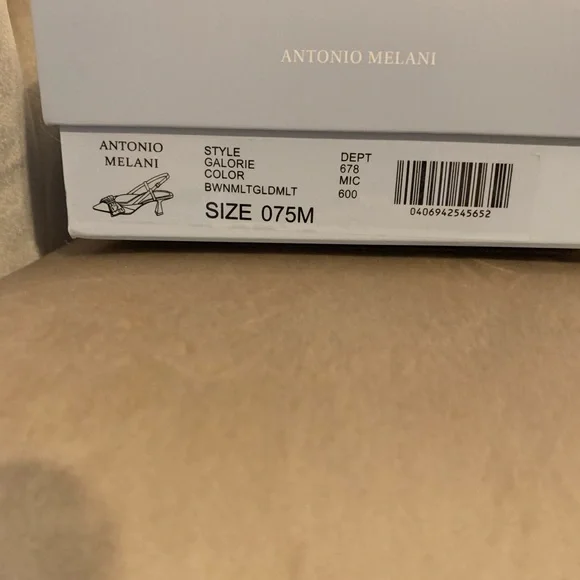 ANTONIO MELANI
ANTONIO
MELANI
STYLE
GALORIE
COLOR
BWNMLTGLDMLT
SIZE 075M
DEPT
678
MIC
600
0406942545652